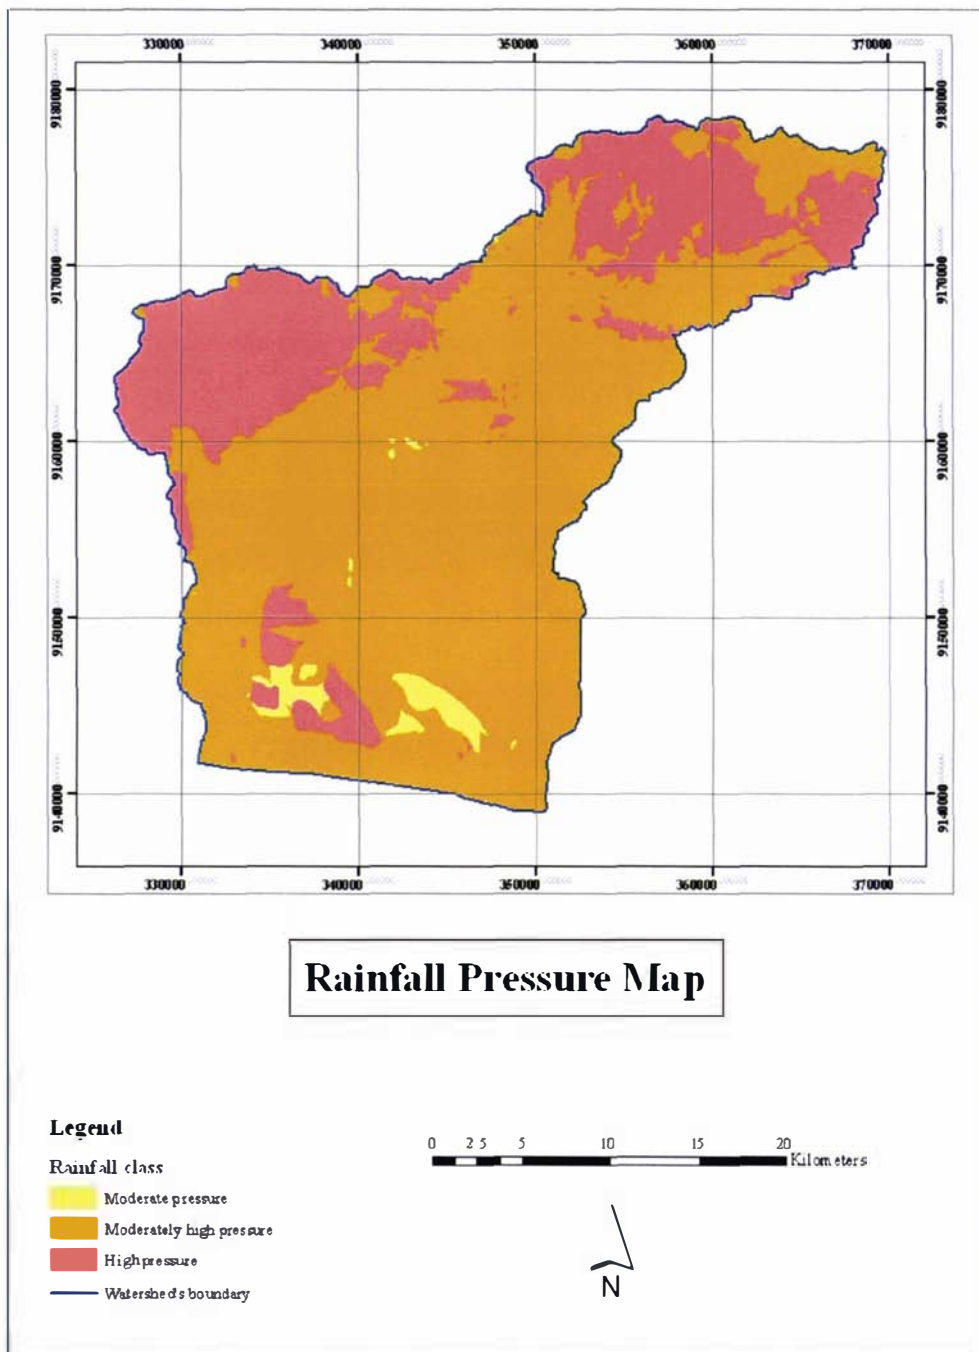 330000 340000 350000 360000 370000
9180000 9180000
9170000 9170000
9160000 9160000
9150000 9150000
9140000 9140000
330000 340000 350000 360000 370000
Rainfall Pressure Map
Legend
Rainfall class
Moderate pressure
Moderately high pressure
High pressure
Watershed's boundary
0 2 5 5 10 15 20
Kilometers
N